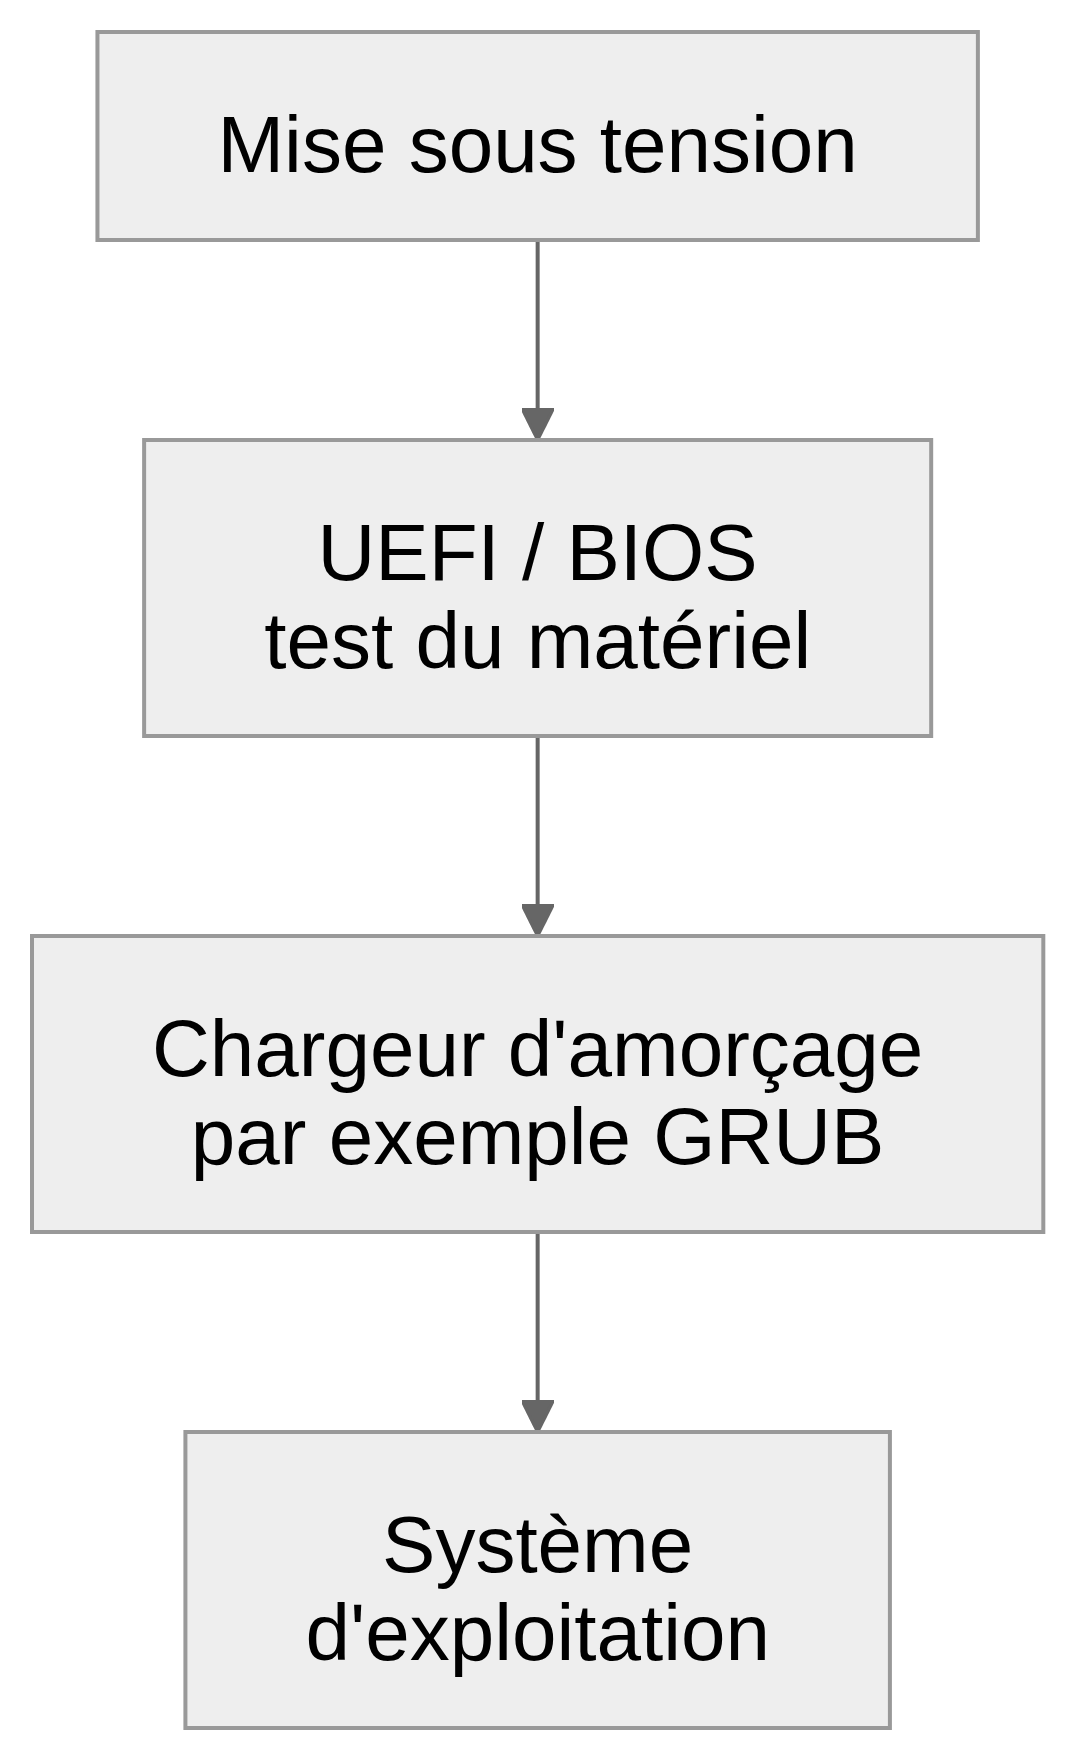 Mise sous tension
UEFI / BIOS
test du matériel
Chargeur d'amorçage
par exemple GRUB
Système
d'exploitation